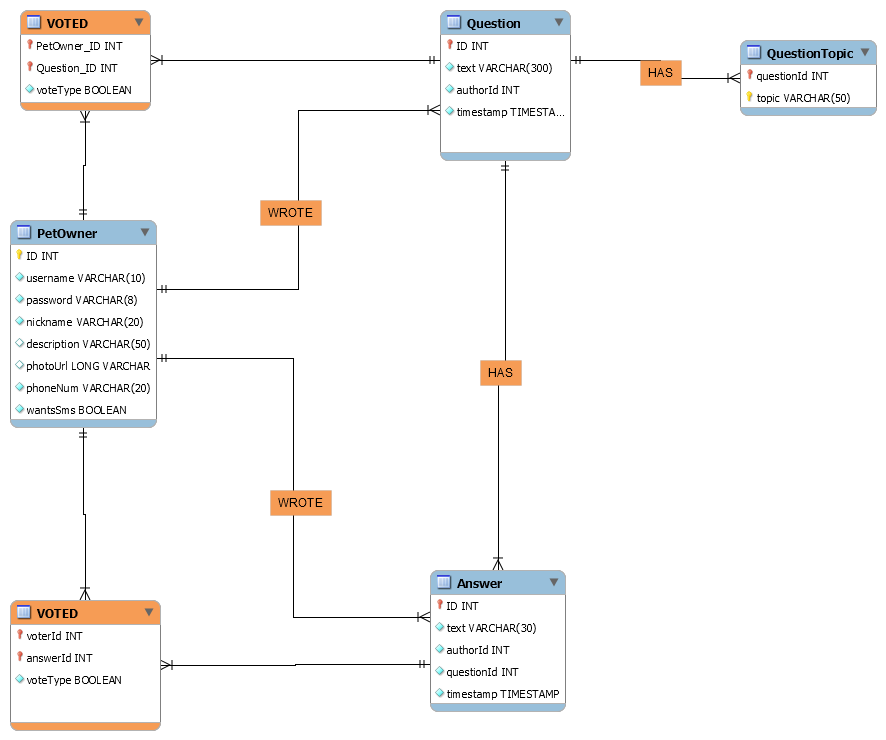 VOTED
PetOwner_ID INT
Question_ID INT
voteType BOOLEAN
Question
ID INT
text VARCHAR(300)
authorId INT
timestamp TIMESTA...
HAS
QuestionTopic
questionId INT
topic VARCHAR(50)
WROTE
PetOwner
ID INT
username VARCHAR(10)
password VARCHAR(8)
nickname VARCHAR(20)
description VARCHAR(50)
photoUrl LONG VARCHAR
phoneNum VARCHAR(20)
wantsSms BOOLEAN
HAS
WROTE
VOTED
voterId INT
answerId INT
voteType BOOLEAN
Answer
ID INT
text VARCHAR(30)
authorId INT
questionId INT
timestamp TIMESTAMP